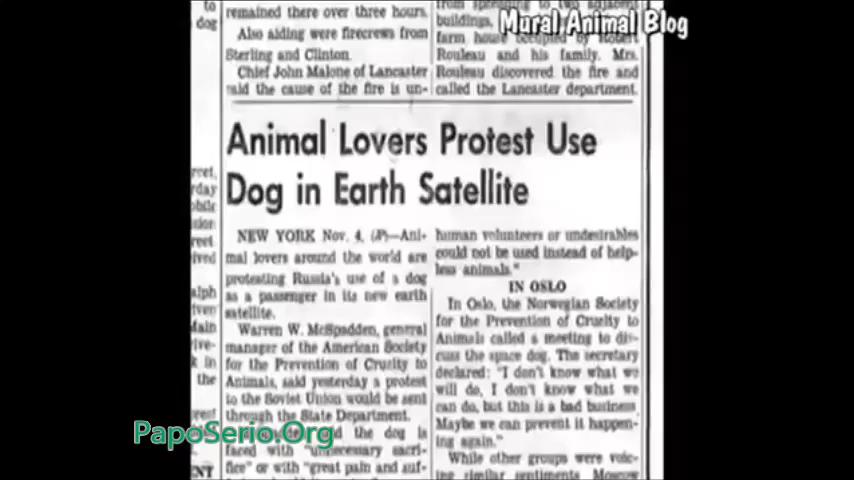 Mural Animal Blog
to
dog
remained there over three hours.
Also aiding were firecrews from
Sterling and Clinton.
Chief John Malone of Lancaster
said the cause of the fire is un-
from spreading to two adjacent
buildings,
farm house occupied by Robert
Rouleau and his family. Mrs.
Rouleau discovered the fire and
called the Lancaster department.
Animal Lovers Protest Use
Dog in Earth Satellite
NEW YORK Nov. 4, (AP)—Ani-
mal lovers around the world are
protesting Russia's use of a dog
as a passenger in its new earth
satellite.
Warren W. McSpadden, general
manager of the American Society
for the Prevention of Cruelty to
Animals, said yesterday a protest
to the Soviet Union would be sent
through the State Department.
the dog is
faced with "unnecessary sacri-
fice" or with "great pain and suf-
human volunteers or undesirables
could not be used instead of help-
less animals."
IN OSLO
In Oslo, the Norwegian Society
for the Prevention of Cruelty to
Animals called a meeting to dis-
cuss the space dog. The secretary
declared: "I don't know what we
will do, I don't know what we
can do, but this is a bad business.
Maybe we can prevent it happen-
ing again."
While other groups were voic-
ing similar sentiments Moscow
PapoSerio.Org